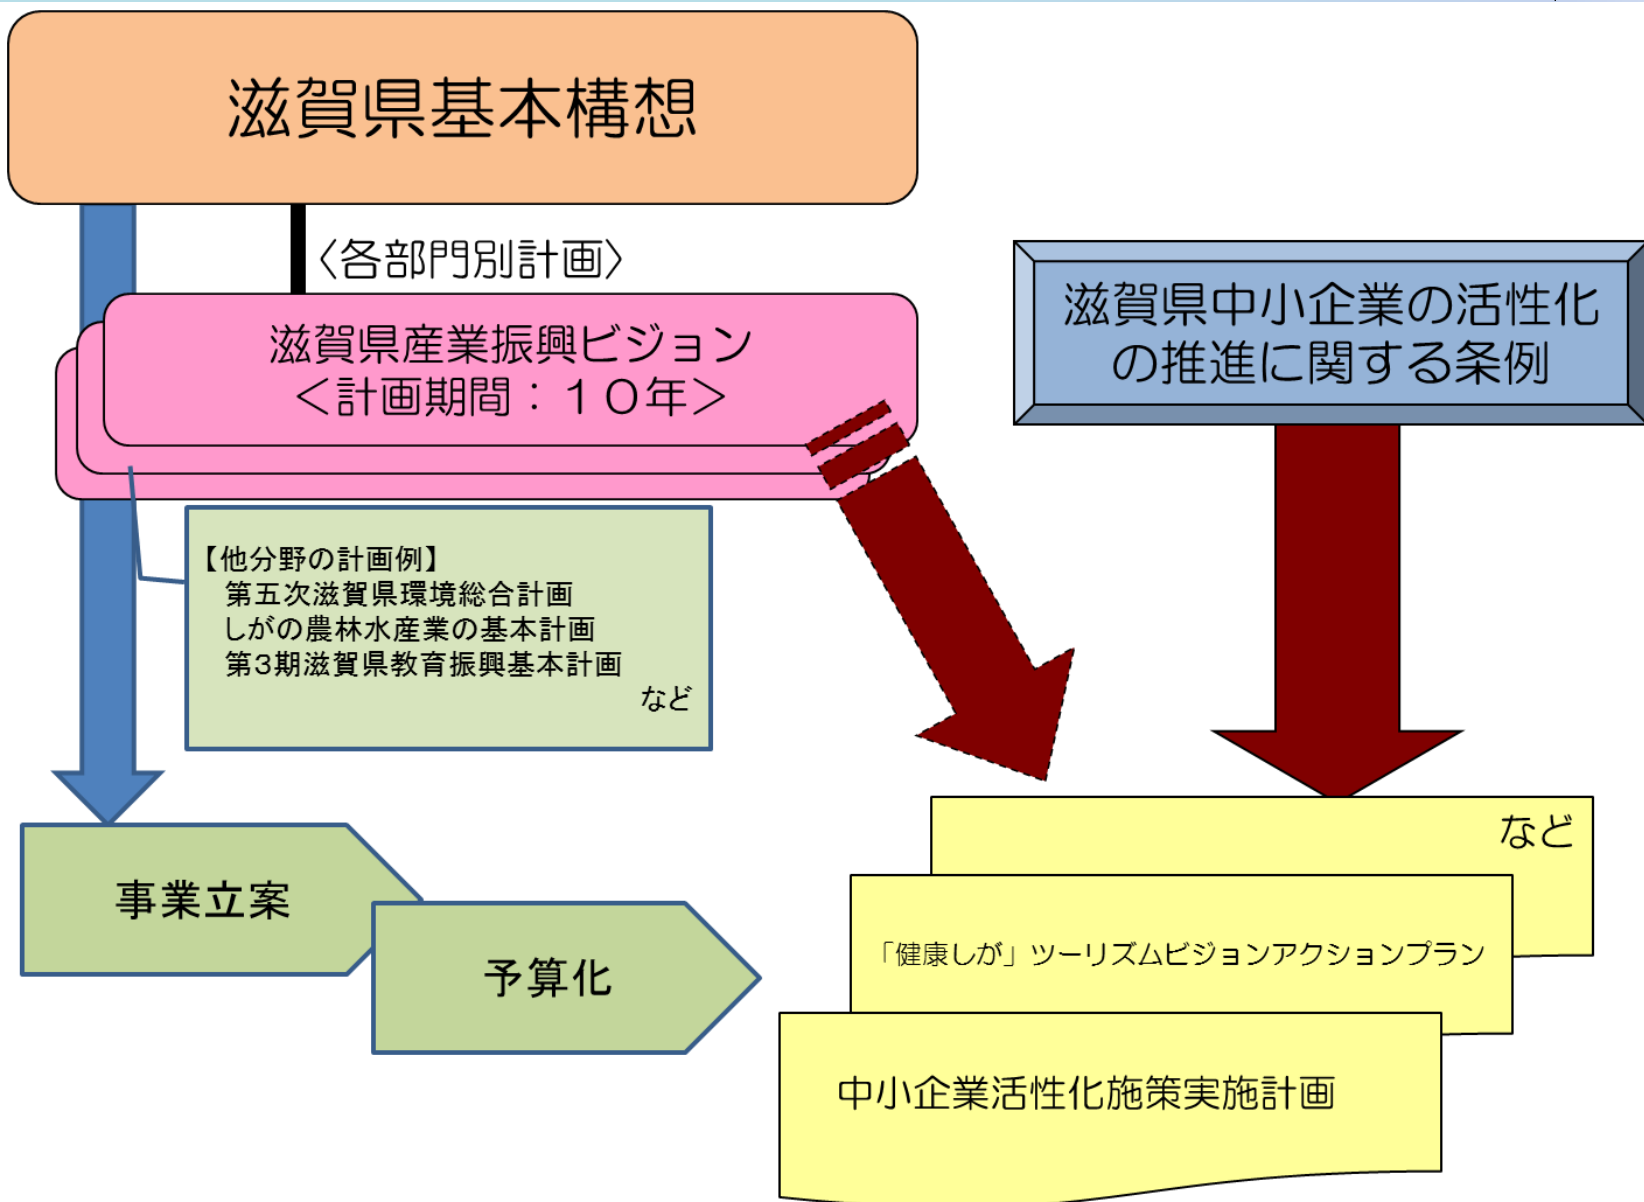 滋賀県基本構想
〈各部門別計画〉
滋賀県産業振興ビジョン
＜計画期間：１０年＞
滋賀県中小企業の活性化
の推進に関する条例
【他分野の計画例】
第五次滋賀県環境総合計画
しがの農林水産業の基本計画
第3期滋賀県教育振興基本計画
など
事業立案
予算化
など
「健康しが」ツーリズムビジョンアクションプラン
中小企業活性化施策実施計画